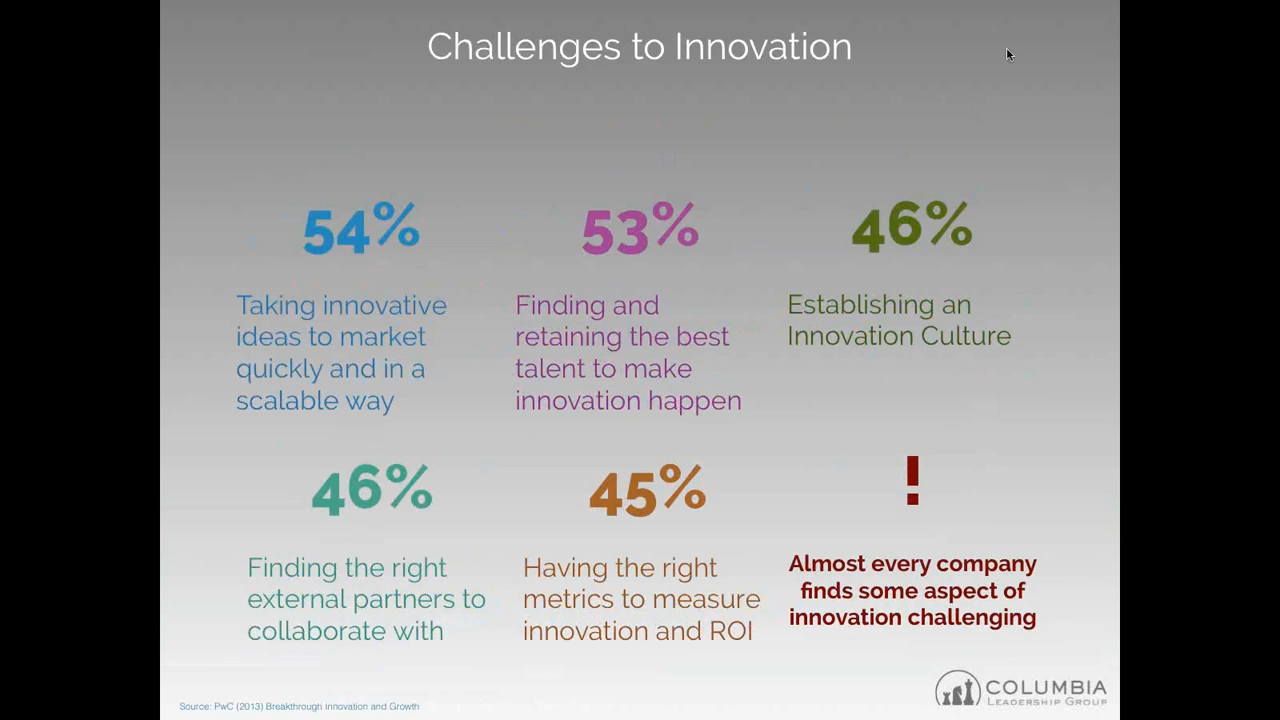 Challenges to Innovation
54%
Taking innovative
ideas to market
quickly and in a
scalable way
53%
Finding and
retaining the best
talent to make
innovation happen
46%
Establishing an
Innovation Culture
46%
Finding the right
external partners to
collaborate with
45%
Having the right
metrics to measure
innovation and ROI
!
Almost every company
finds some aspect of
innovation challenging
Source: PwC (2013) Breakthrough innovation and Growth
COLUMBIA
LEADERSHIP GROUP